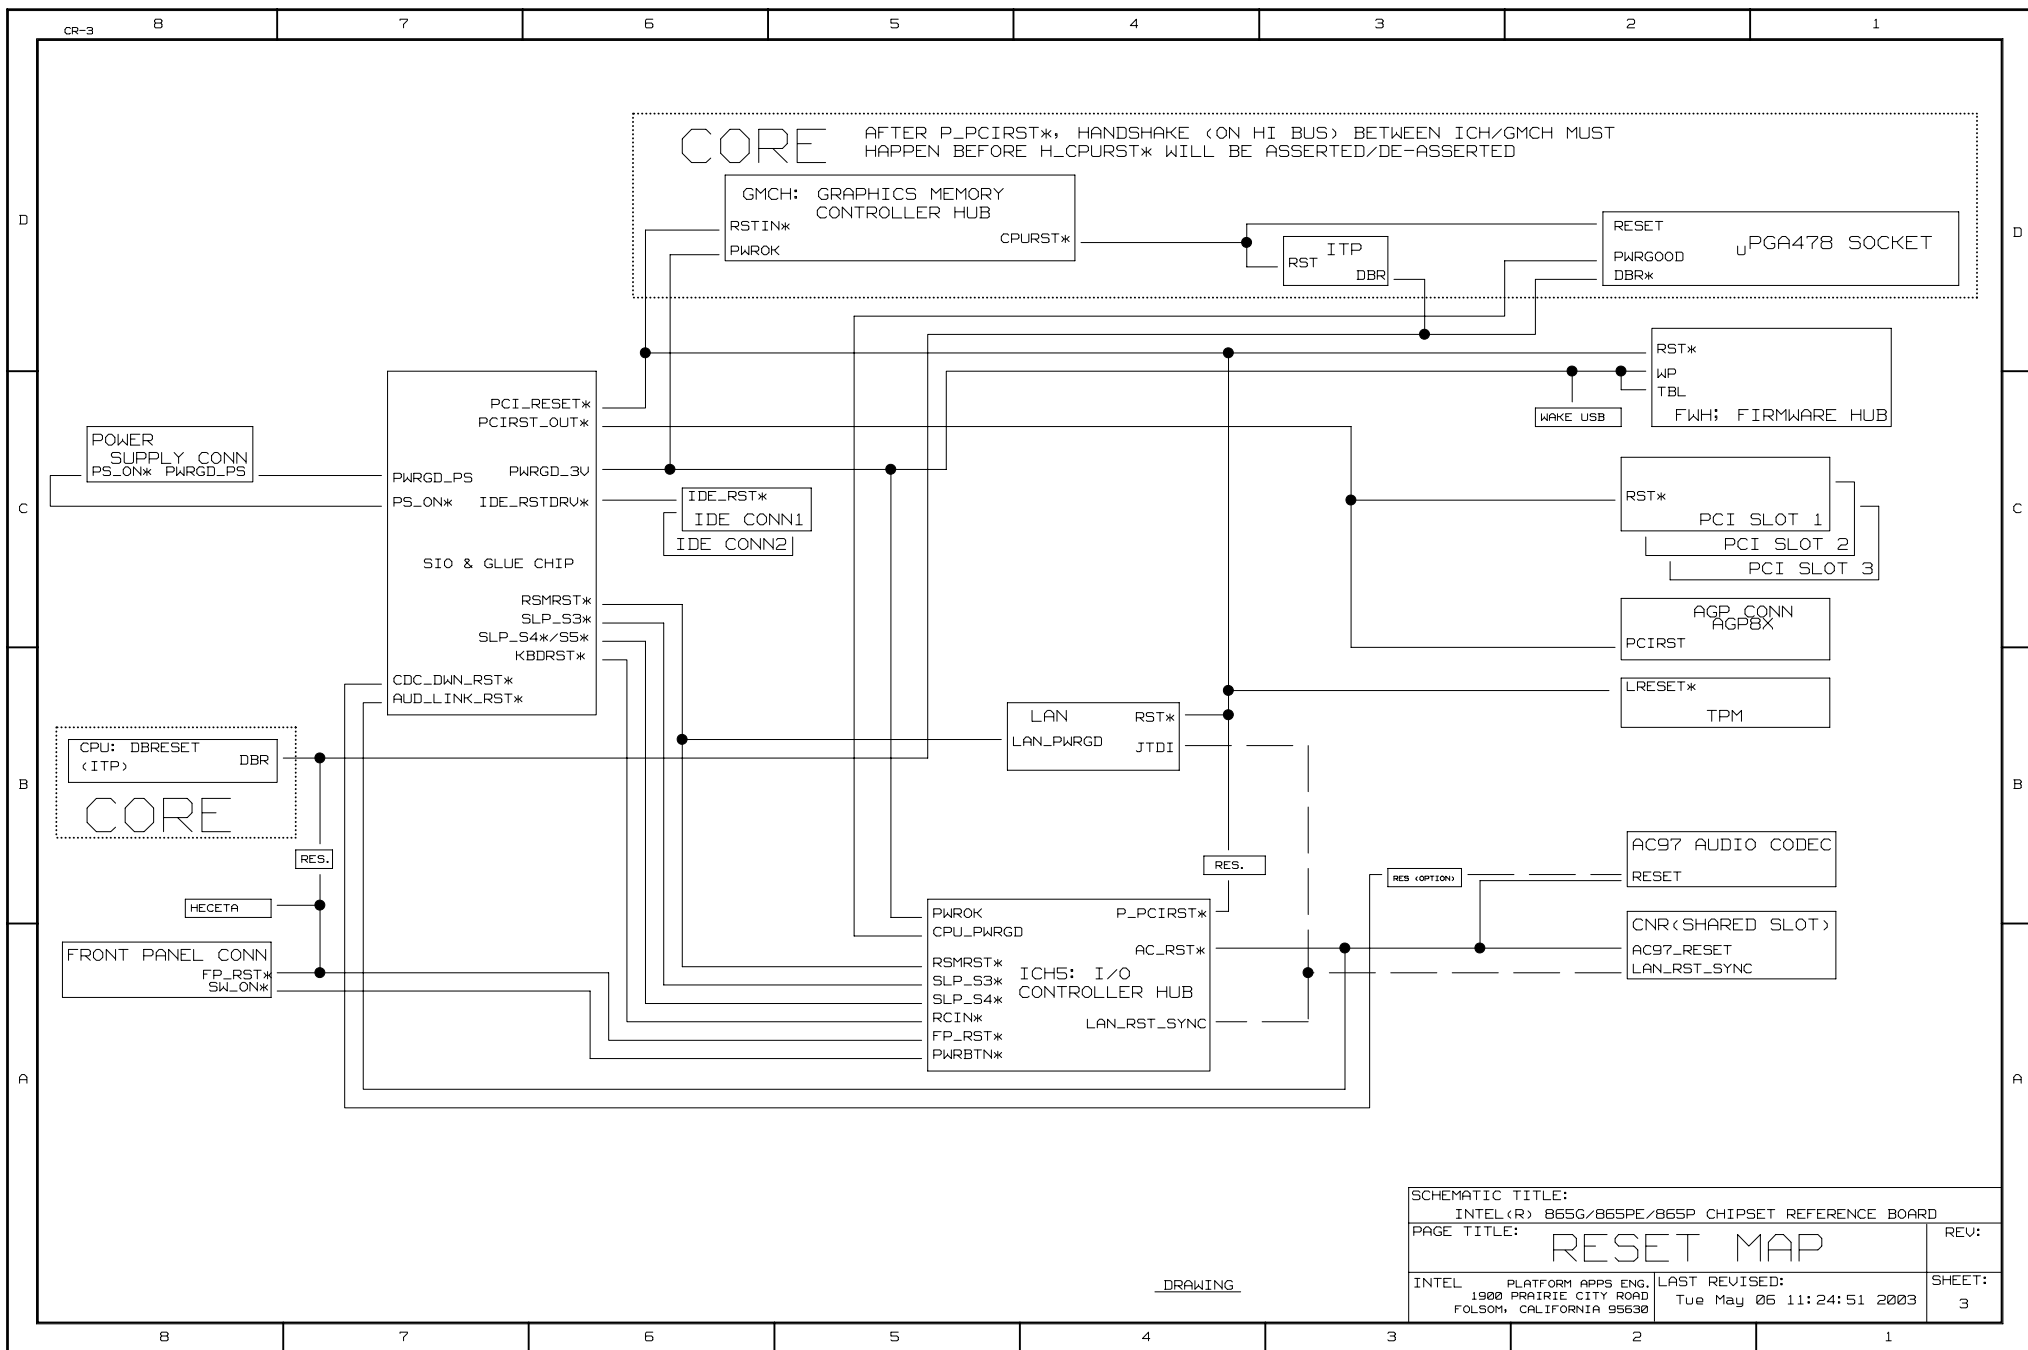 8 7 6 5 4 3 2 1
CR-3
D
C
B
A
D
C
B
A
CORE
AFTER P_PCIRST*, HANDSHAKE (ON HI BUS) BETWEEN ICH/GMCH MUST
HAPPEN BEFORE H_CPURST* WILL BE ASSERTED/DE-ASSERTED
GMCH: GRAPHICS MEMORY
CONTROLLER HUB
RSTIN*
CPURST*
PWROK
ITP
RST
DBR
RESET
uPGA478 SOCKET
PWRGOOD
DBR*
RST*
WP
TBL
FWH; FIRMWARE HUB
WAKE USB
PCI_RESET*
PCIRST_OUT*
PWRGD_3V
PWRGD_PS
PS_ON*
IDE_RSTDRV*
SIO & GLUE CHIP
RSMRST*
SLP_S3*
SLP_S4*/S5*
KBDRST*
CDC_DWN_RST*
AUD_LINK_RST*
POWER
SUPPLY CONN
PS_ON* PWRGD_PS
IDE_RST*
IDE CONN1
IDE CONN2
RST*
PCI SLOT 1
PCI SLOT 2
PCI SLOT 3
AGP CONN
AGP8X
PCIRST
LRESET*
TPM
LAN
RST*
LAN_PWRGD
JTDI
CPU: DBRESET
(ITP)
DBR
CORE
RES.
HECETA
FRONT PANEL CONN
FP_RST*
SW_ON*
RES.
RES (OPTION)
AC97 AUDIO CODEC
RESET
CNR(SHARED SLOT)
AC97_RESET
LAN_RST_SYNC
PWROK
P_PCIRST*
CPU_PWRGD
AC_RST*
RSMRST*
SLP_S3*
SLP_S4*
ICH5: I/O
CONTROLLER HUB
RCIN*
LAN_RST_SYNC
FP_RST*
PWRBTN*
DRAWING
SCHEMATIC TITLE:
INTEL(R) 865G/865PE/865P CHIPSET REFERENCE BOARD
PAGE TITLE:
RESET MAP
REV:
INTEL
PLATFORM APPS ENG.
1900 PRAIRIE CITY ROAD
FOLSOM, CALIFORNIA 95630
LAST REVISED:
Tue May 06 11:24:51 2003
SHEET:
3
8 7 6 5 4 3 2 1